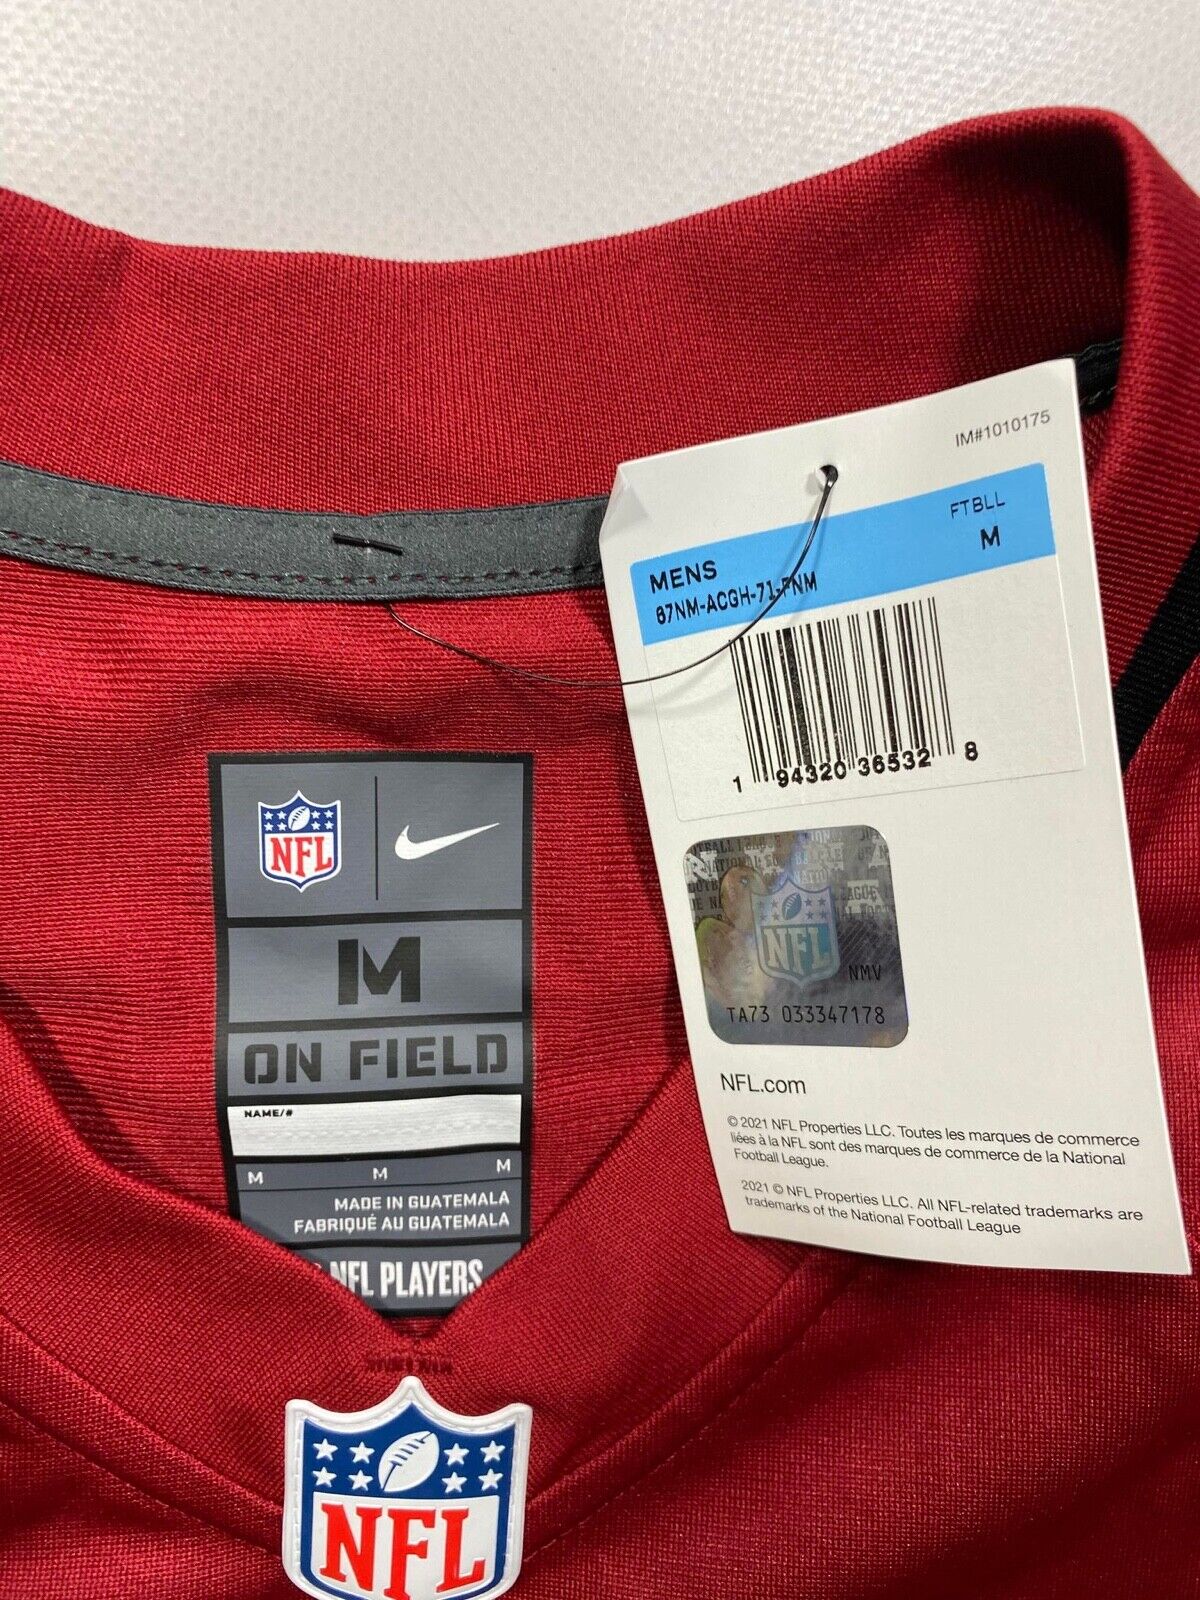 IM#1010175
FTBLL
MENS M
67NM-ACGH-71-PNM
1 94320 36532 8
NFL
NMV
TA73 033347178
NFL.com
© 2021 NFL Properties LLC. Toutes les marques de commerce
liées à la NFL sont des marques de commerce de la National
Football League.
2021 © NFL Properties LLC. All NFL-related trademarks are
trademarks of the National Football League
NFL
M
ON FIELD
NAME/#
M M M
MADE IN GUATEMALA
FABRIQUÉ AU GUATEMALA
NFL PLAYERS
NFL